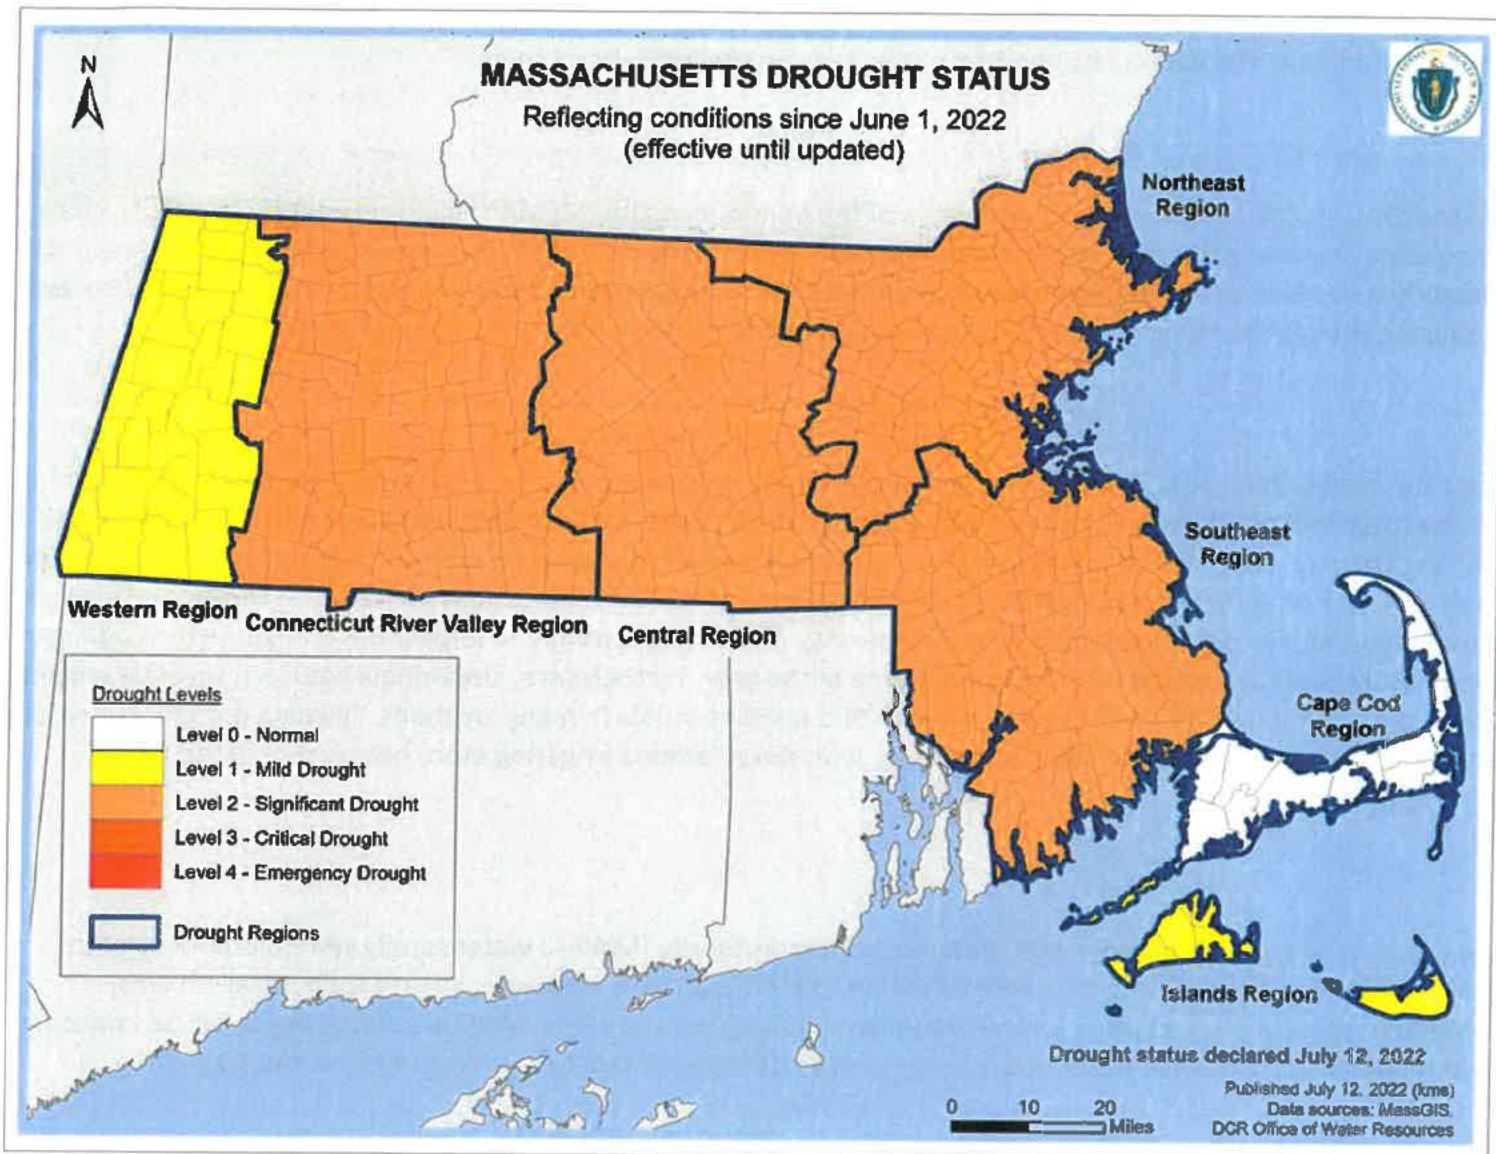 N
MASSACHUSETTS DROUGHT STATUS
Reflecting conditions since June 1, 2022
(effective until updated)
Northeast
Region
Southeast
Region
Western Region
Connecticut River Valley Region
Central Region
Cape Cod
Region
Drought Levels
Level 0 - Normal
Level 1 - Mild Drought
Level 2 - Significant Drought
Level 3 - Critical Drought
Level 4 - Emergency Drought
Drought Regions
Islands Region
Drought status declared July 12, 2022
Published July 12, 2022 (kms)
0 10 20
Miles
Data sources: MassGIS.
DCR Office of Water Resources